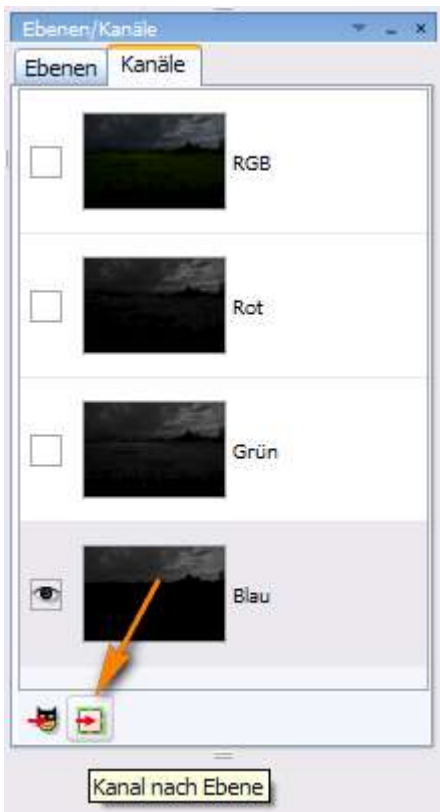 Ebenen/Kanäle
Ebenen Kanäle
RGB
Rot
Grün
Blau
Kanal nach Ebene